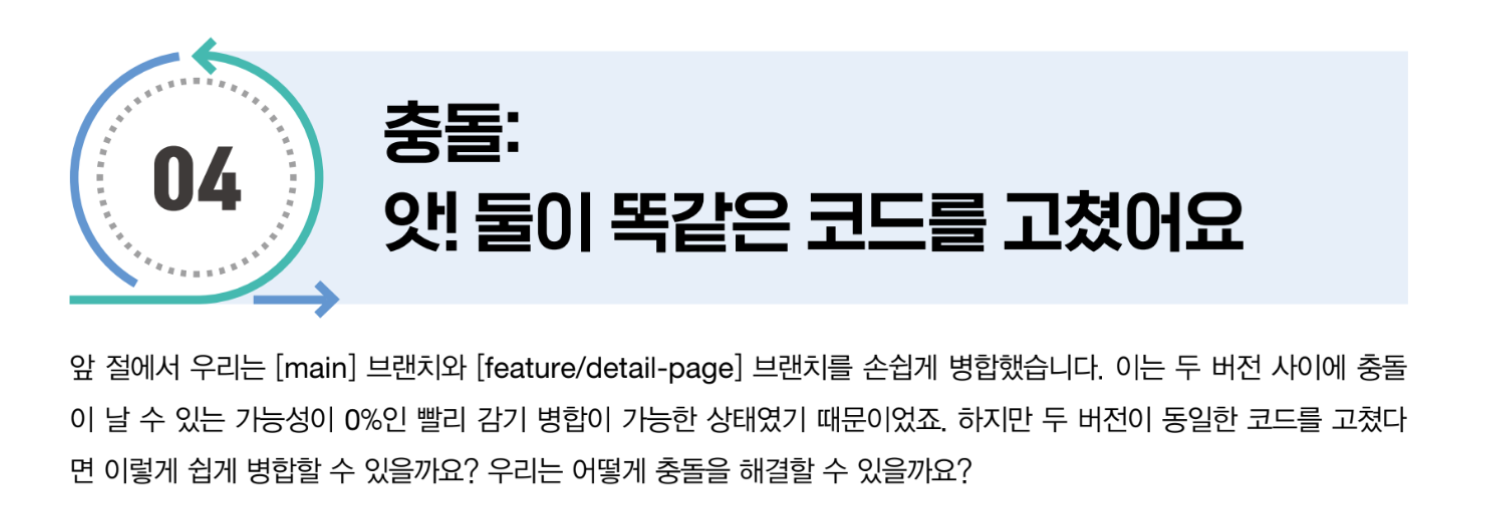 04
충돌:
앗! 둘이 똑같은 코드를 고쳤어요
앞 절에서 우리는 [main] 브랜치와 [feature/detail-page] 브랜치를 손쉽게 병합했습니다. 이는 두 버전 사이에 충돌
이 날 수 있는 가능성이 0%인 빨리 감기 병합이 가능한 상태였기 때문이었죠. 하지만 두 버전이 동일한 코드를 고쳤다
면 이렇게 쉽게 병합할 수 있을까요? 우리는 어떻게 충돌을 해결할 수 있을까요?